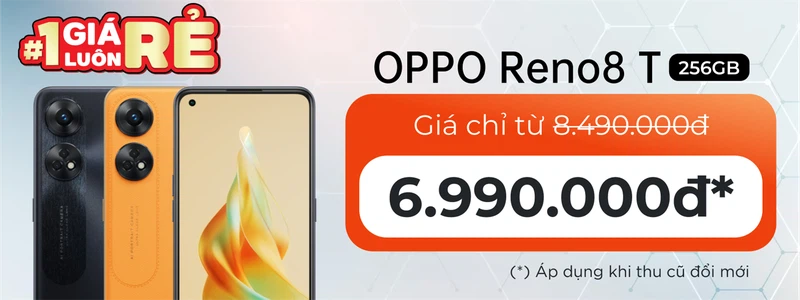 #1 GIÁ LUÔN RẺ
OPPO Reno8 T 256GB
Giá chỉ từ 8.490.000đ
6.990.000đ*
(*) Áp dụng khi thu cũ đổi mới